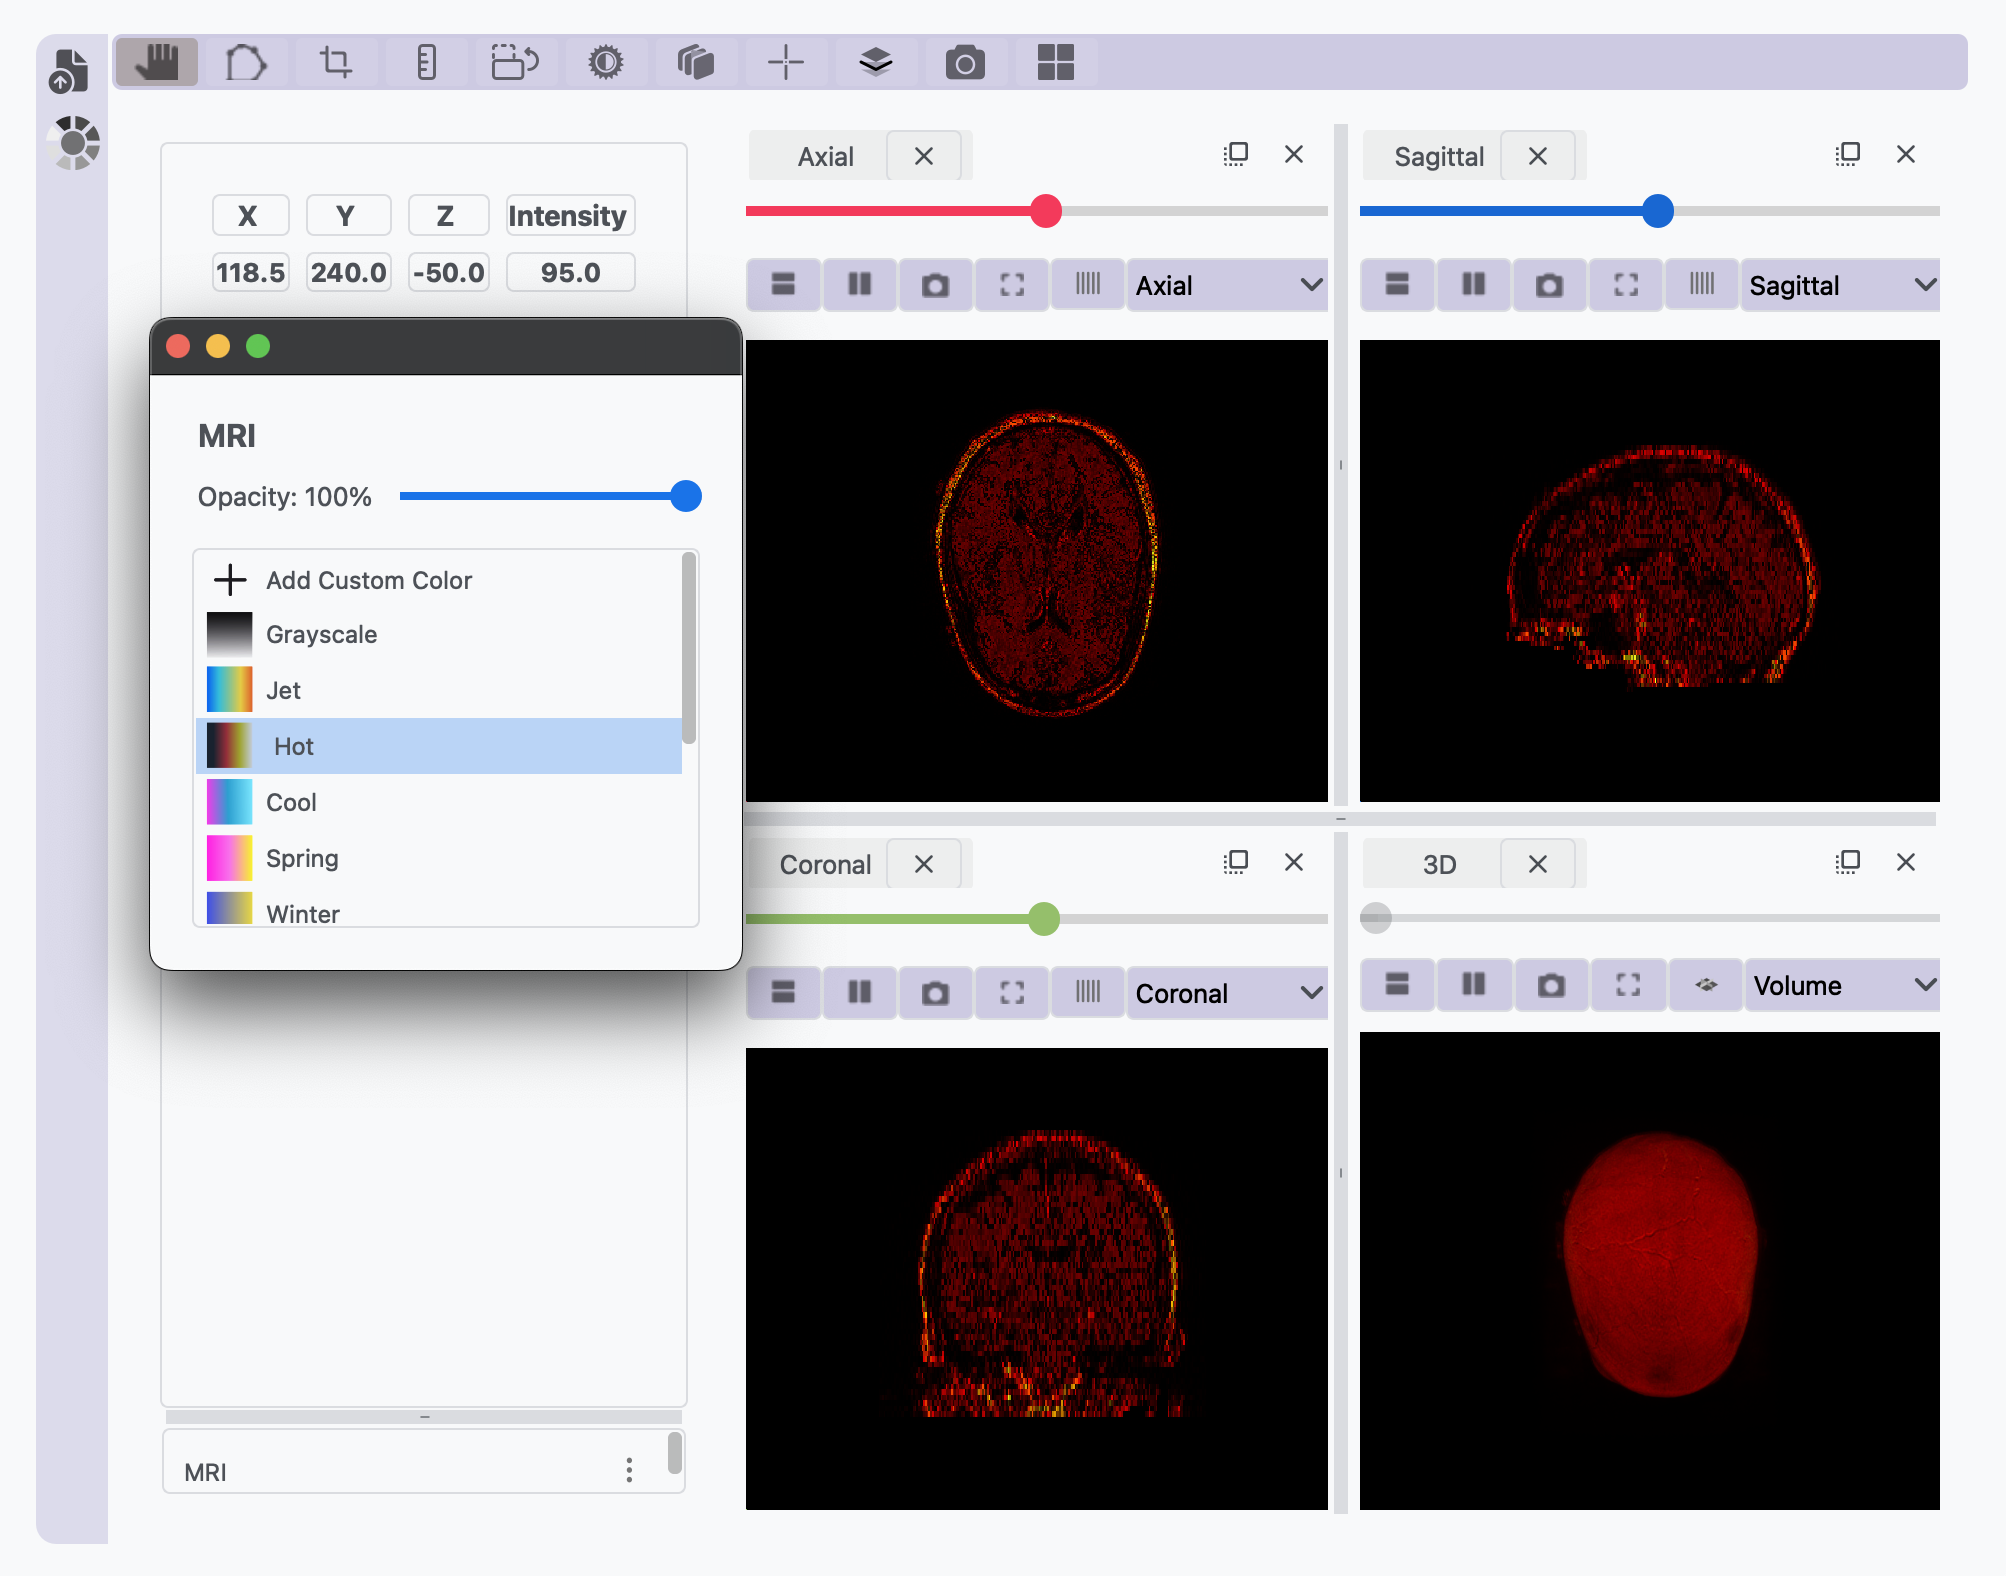 X Y Z Intensity
118.5 240.0 -50.0 95.0
MRI
Opacity: 100%
Add Custom Color
Grayscale
Jet
Hot
Cool
Spring
Winter
MRI
Axial
Axial
Sagittal
Sagittal
Coronal
Coronal
3D
Volume